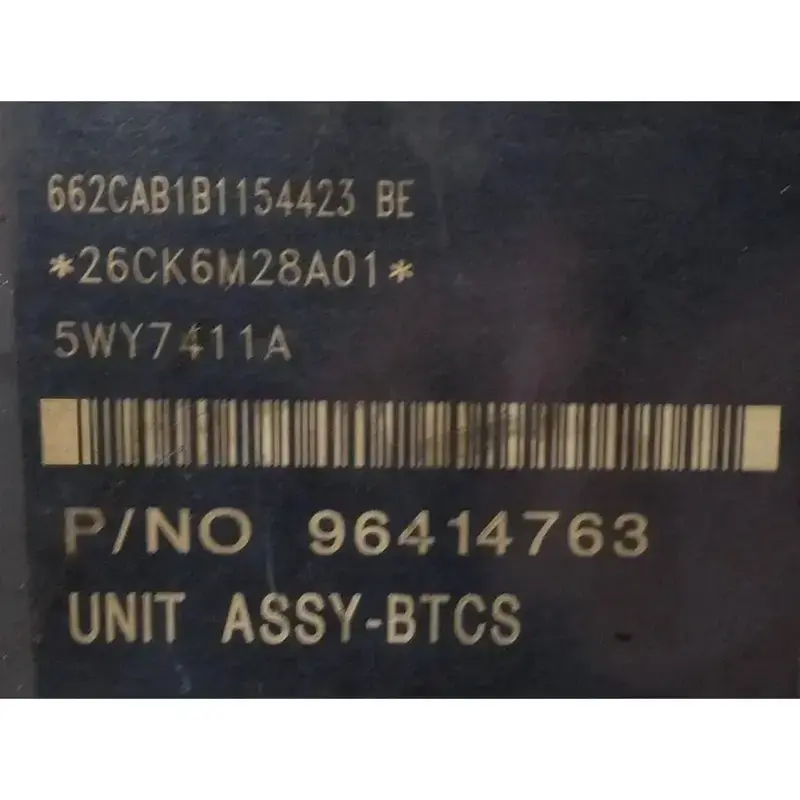 662CAB1B1154423 BE
*26CK6M28A01*
5WY7411A
P/NO 96414763
UNIT ASSY-BTCS